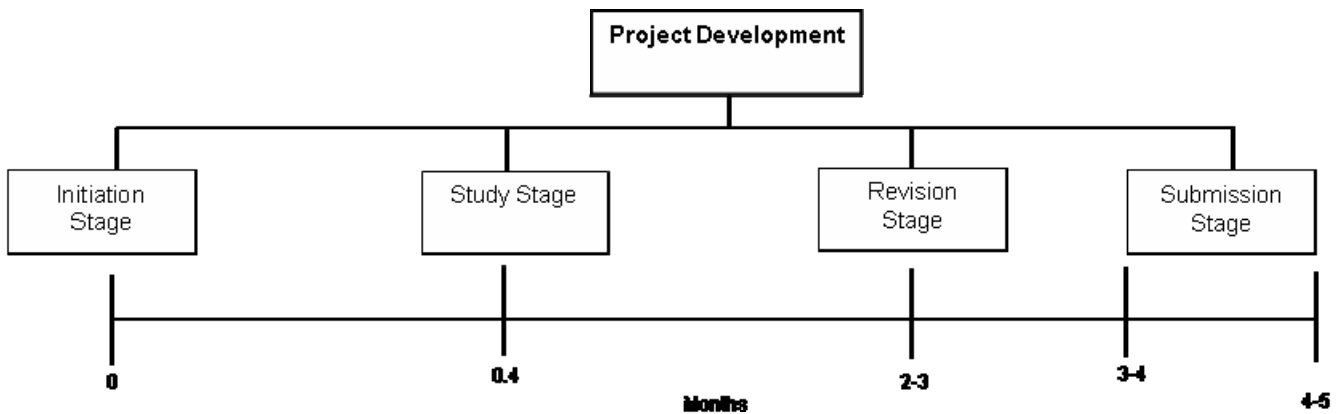 Project Development
Initiation
Stage
Study Stage
Revision
Stage
Submission
Stage
0
0.4
2-3
3-4
4-5
Months